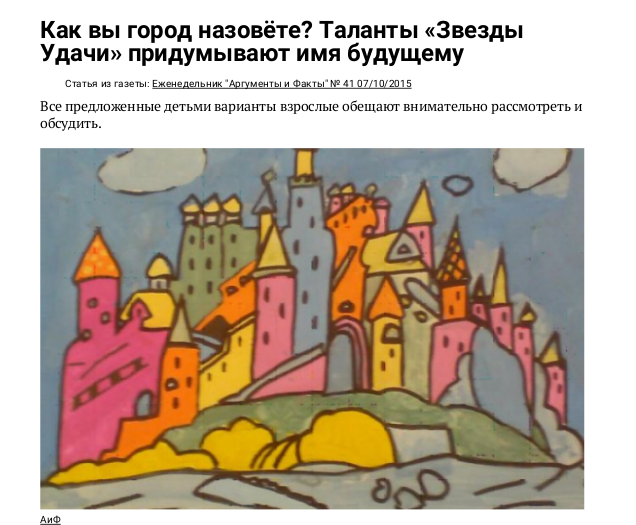 Как вы город назовёте? Таланты «Звезды
Удачи» придумывают имя будущему
Статья из газеты: Еженедельник "Аргументы и Факты" № 41 07/10/2015
Все предложенные детьми варианты взрослые обещают внимательно рассмотреть и
обсудить.
АиФ